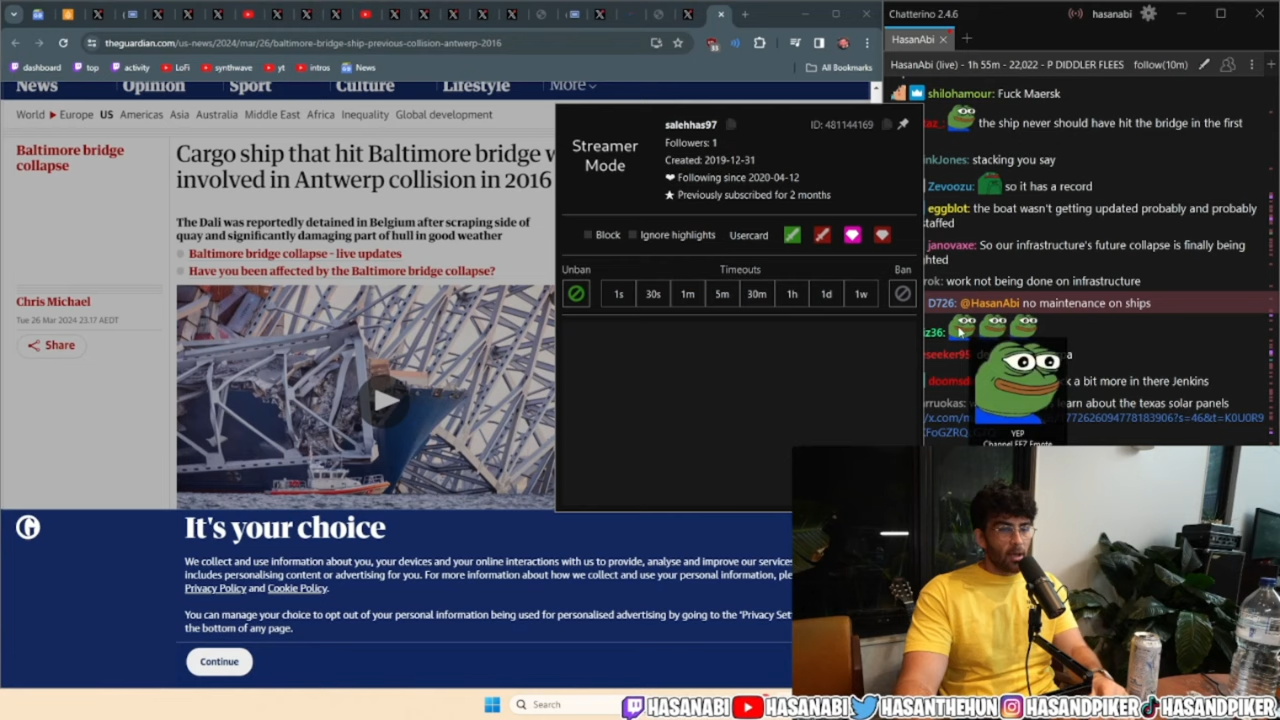 theguardian.com/us-news/2024/mar/26/baltimore-bridge-ship-previous-collision-antwerp-2016
dashboard top activity LoFi synthwave yt intros News All Bookmarks
News Opinion Sport Culture Lifestyle More
World Europe US Americas Asia Australia Middle East Africa Inequality Global development
Baltimore bridge
collapse
Cargo ship that hit Baltimore bridge w
involved in Antwerp collision in 2016
The Dali was reportedly detained in Belgium after scraping side of
quay and significantly damaging part of hull in good weather
Baltimore bridge collapse - live updates
Have you been affected by the Baltimore bridge collapse?
Chris Michael
Tue 26 Mar 2024 23.17 AEDT
Share
It's your choice
We collect and use information about you, your devices and your online interactions with us to provide, analyse and improve our services
includes personalising content or advertising for you. For more information about how we collect and use your personal information, ple
Privacy Policy and Cookie Policy.
You can manage your choice to opt out of your personal information being used for personalised advertising by going to the "Privacy Set
the bottom of any page.
Continue
Streamer
Mode
salehhas97 ID: 481144169
Followers: 1
Created: 2019-12-31
Following since 2020-04-12
★ Previously subscribed for 2 months
Block Ignore highlights Usercard
Unban Timeouts Ban
1s 30s 1m 5m 30m 1h 1d 1w
Chatterino 2.4.6 hasanabi
HasanAbi
HasanAbi (live) - 1h 55m - 22,022 - P DIDDLER FLEES follow(10m)
shilohamour: Fuck Maersk
the ship never should have hit the bridge in the first
nkJones: stacking you say
Zevoozu: so it has a record
eggblot: the boat wasn't getting updated probably and probably
staffed
janovaxe: So our infrastructure's future collapse is finally being
hted
rok: work not being done on infrastructure
D726: @HasanAbi no maintenance on ships
z36:
seeker95
doomsd k a bit more in there Jenkins
arruokas: learn about the texas solar panels
YEP
Channel FFZ Emote
Search
HASANABI HASANABI HASANTHEHUN HASANDPIKER HASANDPIKER